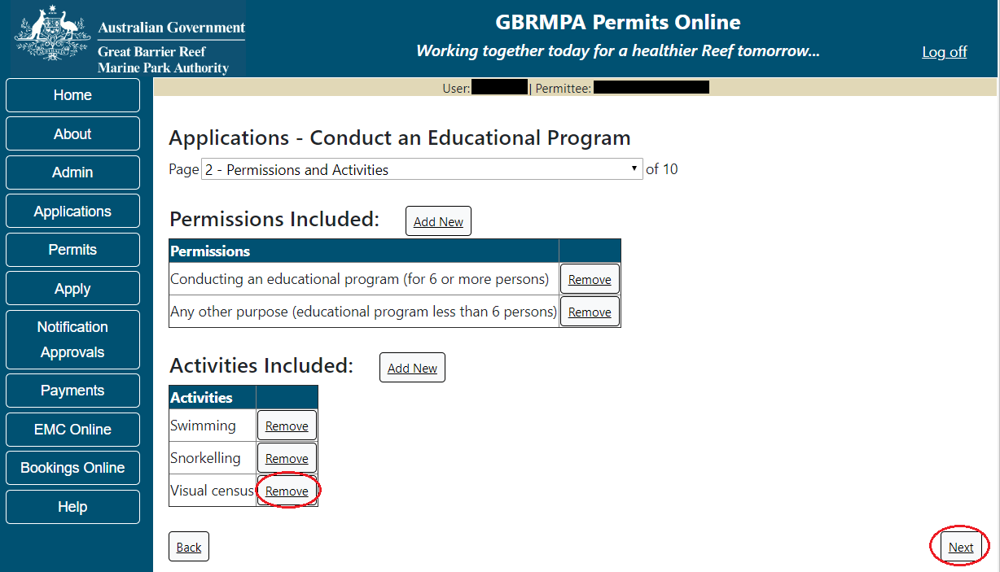 Australian Government
Great Barrier Reef
Marine Park Authority
GBRMPA Permits Online
Working together today for a healthier Reef tomorrow...
Log off
Home
About
Admin
Applications
Permits
Apply
Notification
Approvals
Payments
EMC Online
Bookings Online
Help
User: | Permittee:
Applications - Conduct an Educational Program
Page 2 - Permissions and Activities of 10
Permissions Included: Add New
Permissions
Conducting an educational program (for 6 or more persons) Remove
Any other purpose (educational program less than 6 persons) Remove
Activities Included: Add New
Activities
Swimming Remove
Snorkelling Remove
Visual census Remove
Back Next